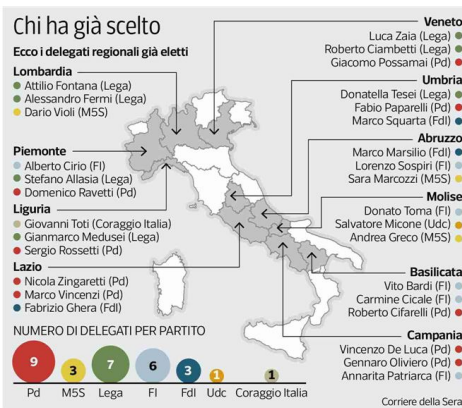 Chi ha già scelto
Ecco i delegati regionali già eletti
Lombardia
Attilio Fontana (Lega)
Alessandro Fermi (Lega)
Dario Violi (M5S)
Piemonte
Alberto Cirio (FI)
Stefano Allasia (Lega)
Domenico Ravetti (Pd)
Liguria
Giovanni Toti (Coraggio Italia)
Gianmarco Medusei (Lega)
Sergio Rossetti (Pd)
Lazio
Nicola Zingaretti (Pd)
Marco Vincenzi (Pd)
Fabrizio Ghera (FdI)
Veneto
Luca Zaia (Lega)
Roberto Ciambetti (Lega)
Giacomo Possamai (Pd)
Umbria
Donatella Tesei (Lega)
Fabio Paparelli (Pd)
Marco Squarta (FdI)
Abruzzo
Marco Marsilio (FdI)
Lorenzo Sospiri (FI)
Sara Marcozzi (M5S)
Molise
Donato Toma (FI)
Salvatore Micone (Udc)
Andrea Greco (M5S)
Basilicata
Vito Bardi (FI)
Carmine Cicale (FI)
Roberto Cifarelli (Pd)
Campania
Vincenzo De Luca (Pd)
Gennaro Oliviero (Pd)
Annarita Patriarca (FI)
NUMERO DI DELEGATI PER PARTITO
9 3 7 6 3 1 1
Pd M5S Lega FI FdI Udc Coraggio Italia
Corriere della Sera